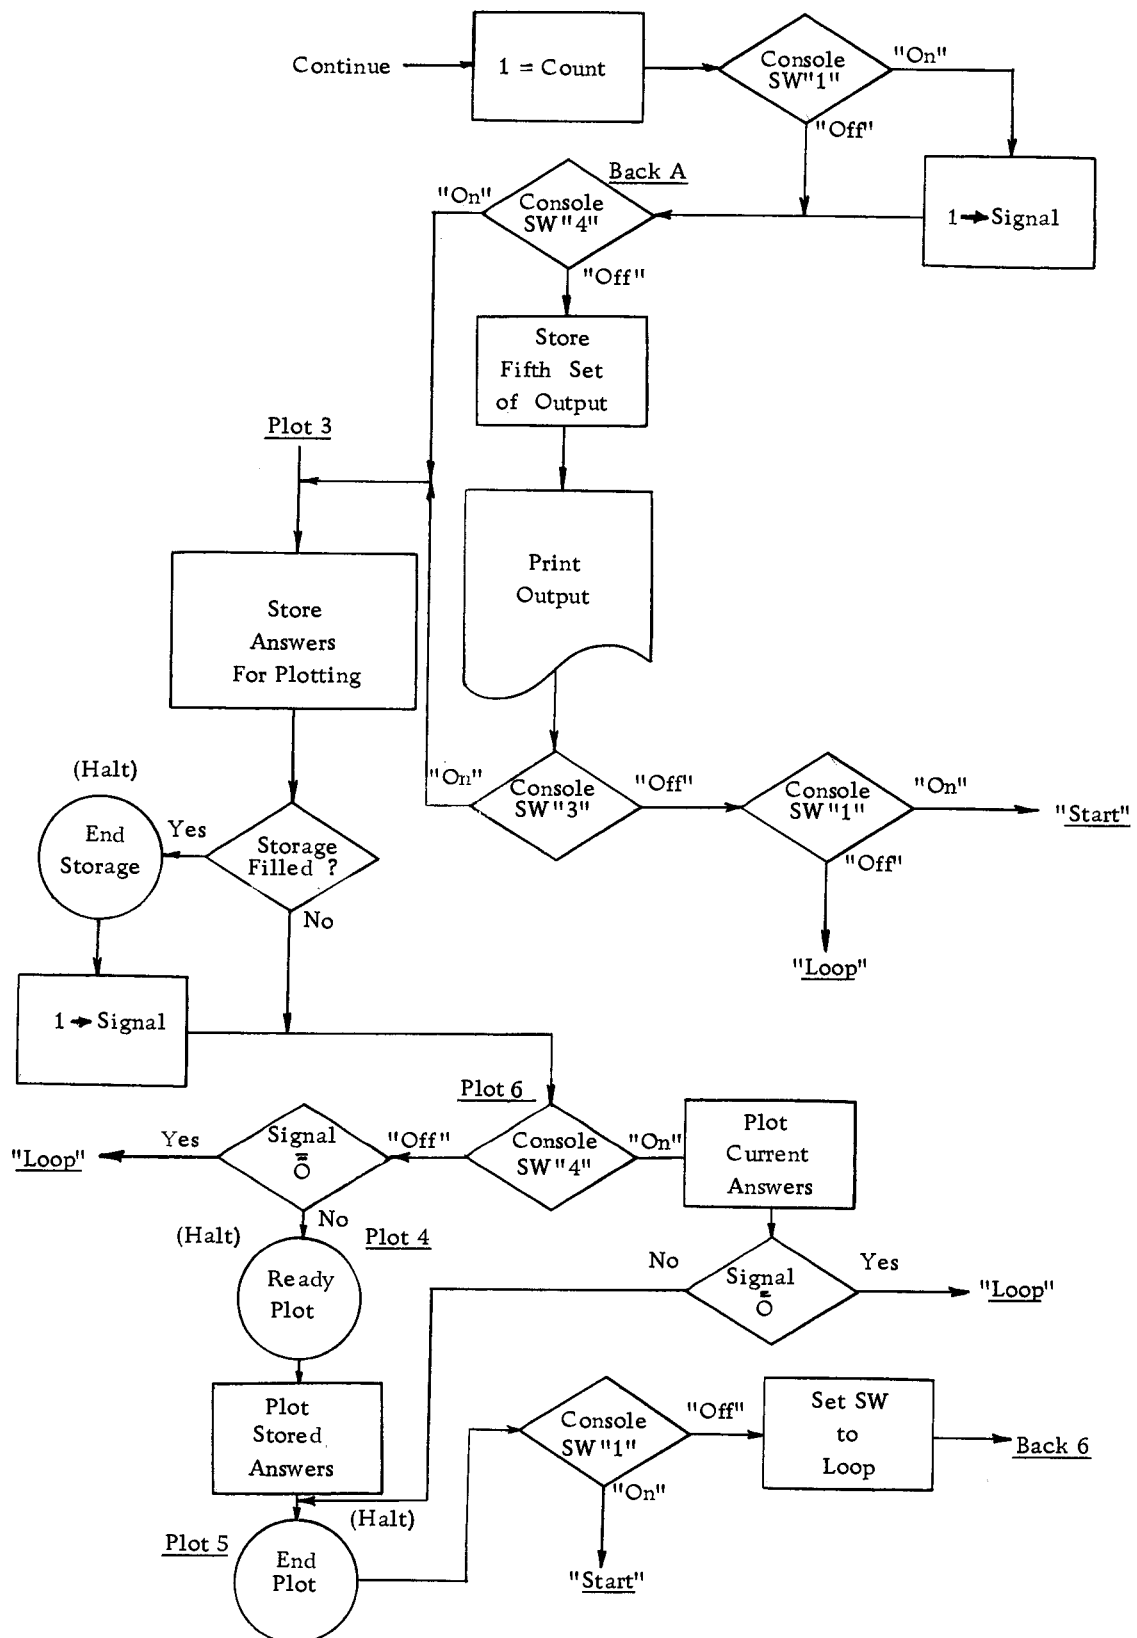 Continue
1 = Count
Console
SW"1"
"On"
"Off"
1→Signal
Back A
"On"
Console
SW"4"
"Off"
Store
Fifth Set
of Output
Plot 3
Print
Output
Store
Answers
For Plotting
(Halt)
End
Storage
Yes
Storage
Filled ?
No
"On"
Console
SW"3"
"Off"
Console
SW"1"
"On"
"Start"
"Off"
"Loop"
1→Signal
Plot 6
"Loop"
Yes
Signal
=
0
"Off"
Console
SW"4"
"On"
Plot
Current
Answers
No
(Halt)
Plot 4
Ready
Plot
No
Signal
=
0
Yes
"Loop"
Plot
Stored
Answers
Console
SW"1"
"Off"
Set SW
to
Loop
Back 6
"On"
(Halt)
Plot 5
End
Plot
"Start"